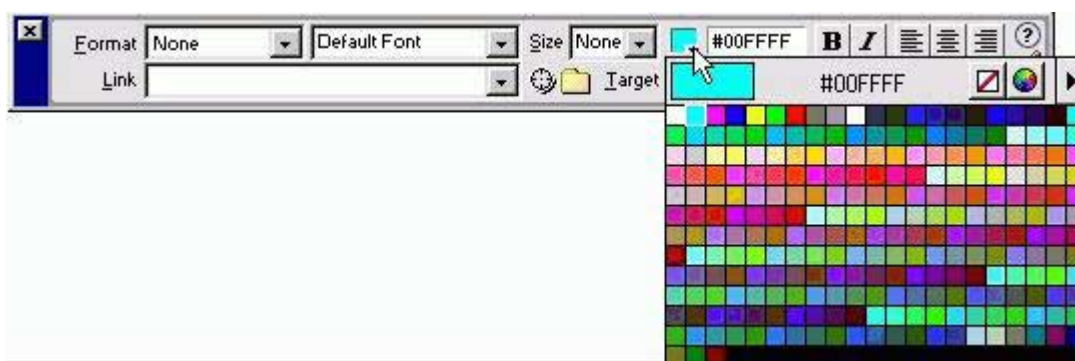 Format None Default Font Size None #00FFFF B I ?
Link Target
#00FFFF